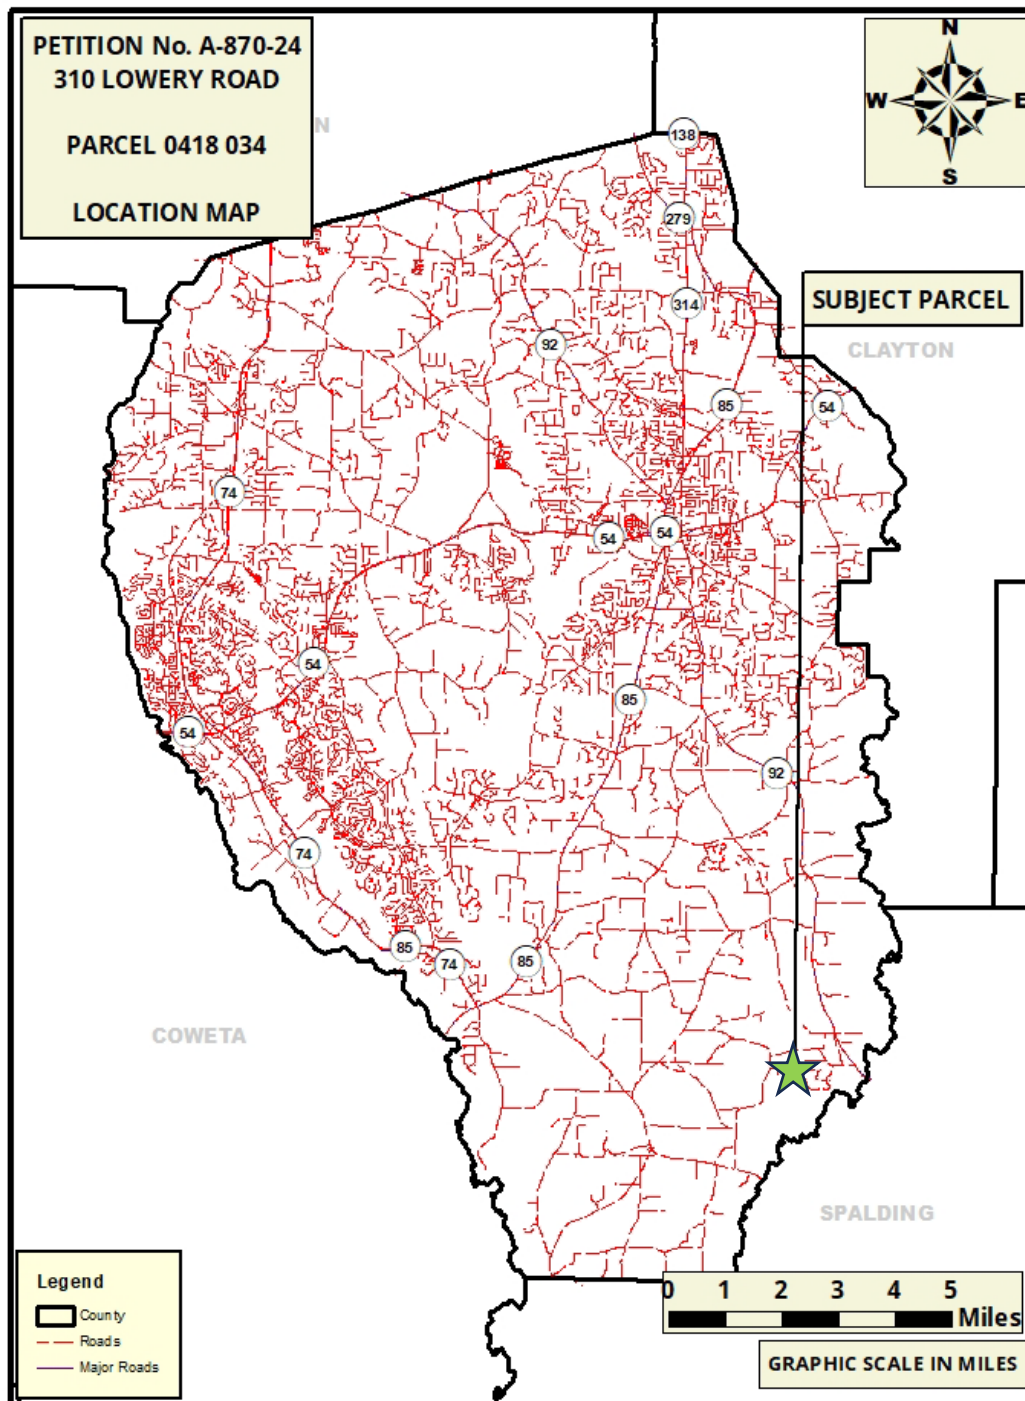 PETITION No. A-870-24
310 LOWERY ROAD
PARCEL 0418 034
LOCATION MAP
N
W
E
S
N
138
279
314
SUBJECT PARCEL
CLAYTON
92
85
54
74
54
54
54
85
54
92
74
85
74
85
COWETA
SPALDING
Legend
County
Roads
Major Roads
0 1 2 3 4 5
Miles
GRAPHIC SCALE IN MILES